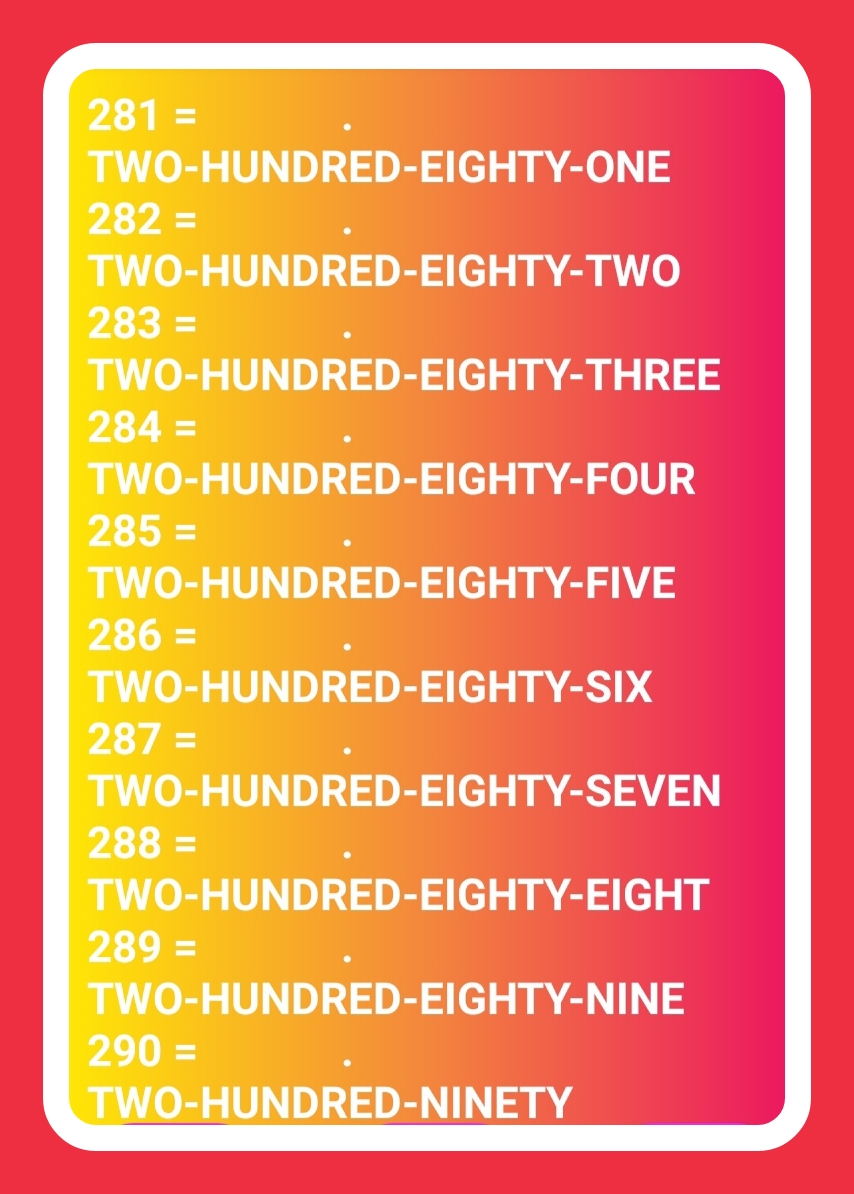 281 = .
TWO-HUNDRED-EIGHTY-ONE
282 = .
TWO-HUNDRED-EIGHTY-TWO
283 = .
TWO-HUNDRED-EIGHTY-THREE
284 = .
TWO-HUNDRED-EIGHTY-FOUR
285 = .
TWO-HUNDRED-EIGHTY-FIVE
286 = .
TWO-HUNDRED-EIGHTY-SIX
287 = .
TWO-HUNDRED-EIGHTY-SEVEN
288 = .
TWO-HUNDRED-EIGHTY-EIGHT
289 = .
TWO-HUNDRED-EIGHTY-NINE
290 = .
TWO-HUNDRED-NINETY